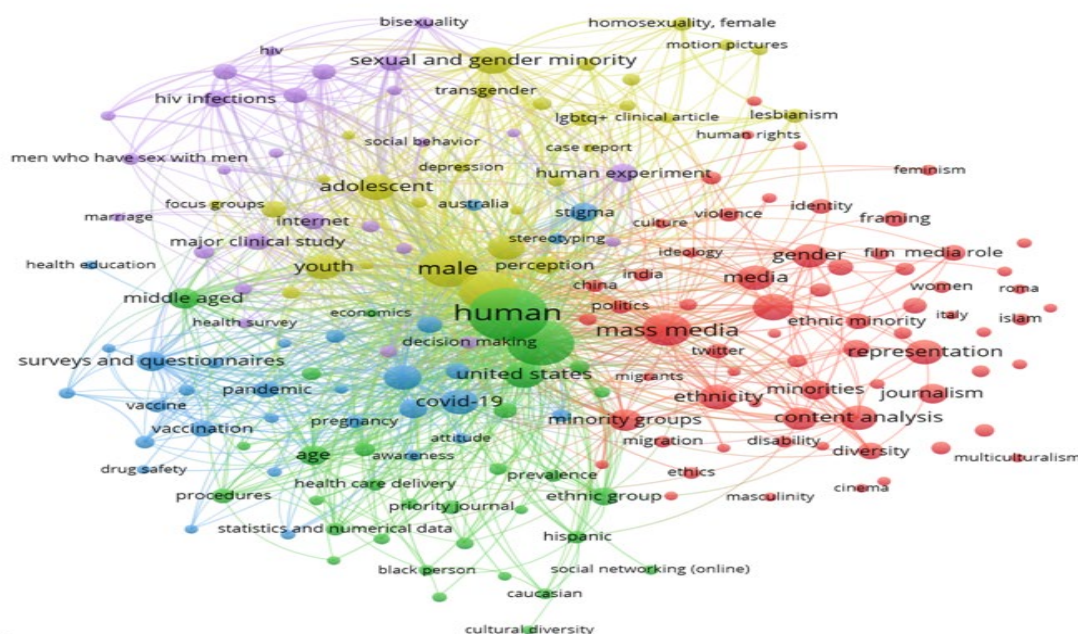 bisexuality
homosexuality, female
hiv
motion pictures
sexual and gender minority
transgender
hiv infections
lgbtq+
clinical article
lesbianism
human rights
social behavior
case report
men who have sex with men
depression
human experiment
feminism
adolescent
focus groups
australia
stigma
identity
marriage
internet
culture
violence
framing
major clinical study
stereotyping
ideology
gender
film
media role
health education
youth
male
perception
india
media
china
women
roma
middle aged
economics
human
politics
ethnic minority
italy
islam
health survey
decision making
mass media
surveys and questionnaires
twitter
representation
united states
migrants
pandemic
minorities
journalism
vaccine
covid-19
ethnicity
vaccination
pregnancy
minority groups
content analysis
attitude
migration
disability
diversity
drug safety
age
awareness
multiculturalism
health care delivery
prevalence
ethics
procedures
ethnic group
masculinity
cinema
priority journal
statistics and numerical data
hispanic
black person
social networking (online)
caucasian
cultural diversity